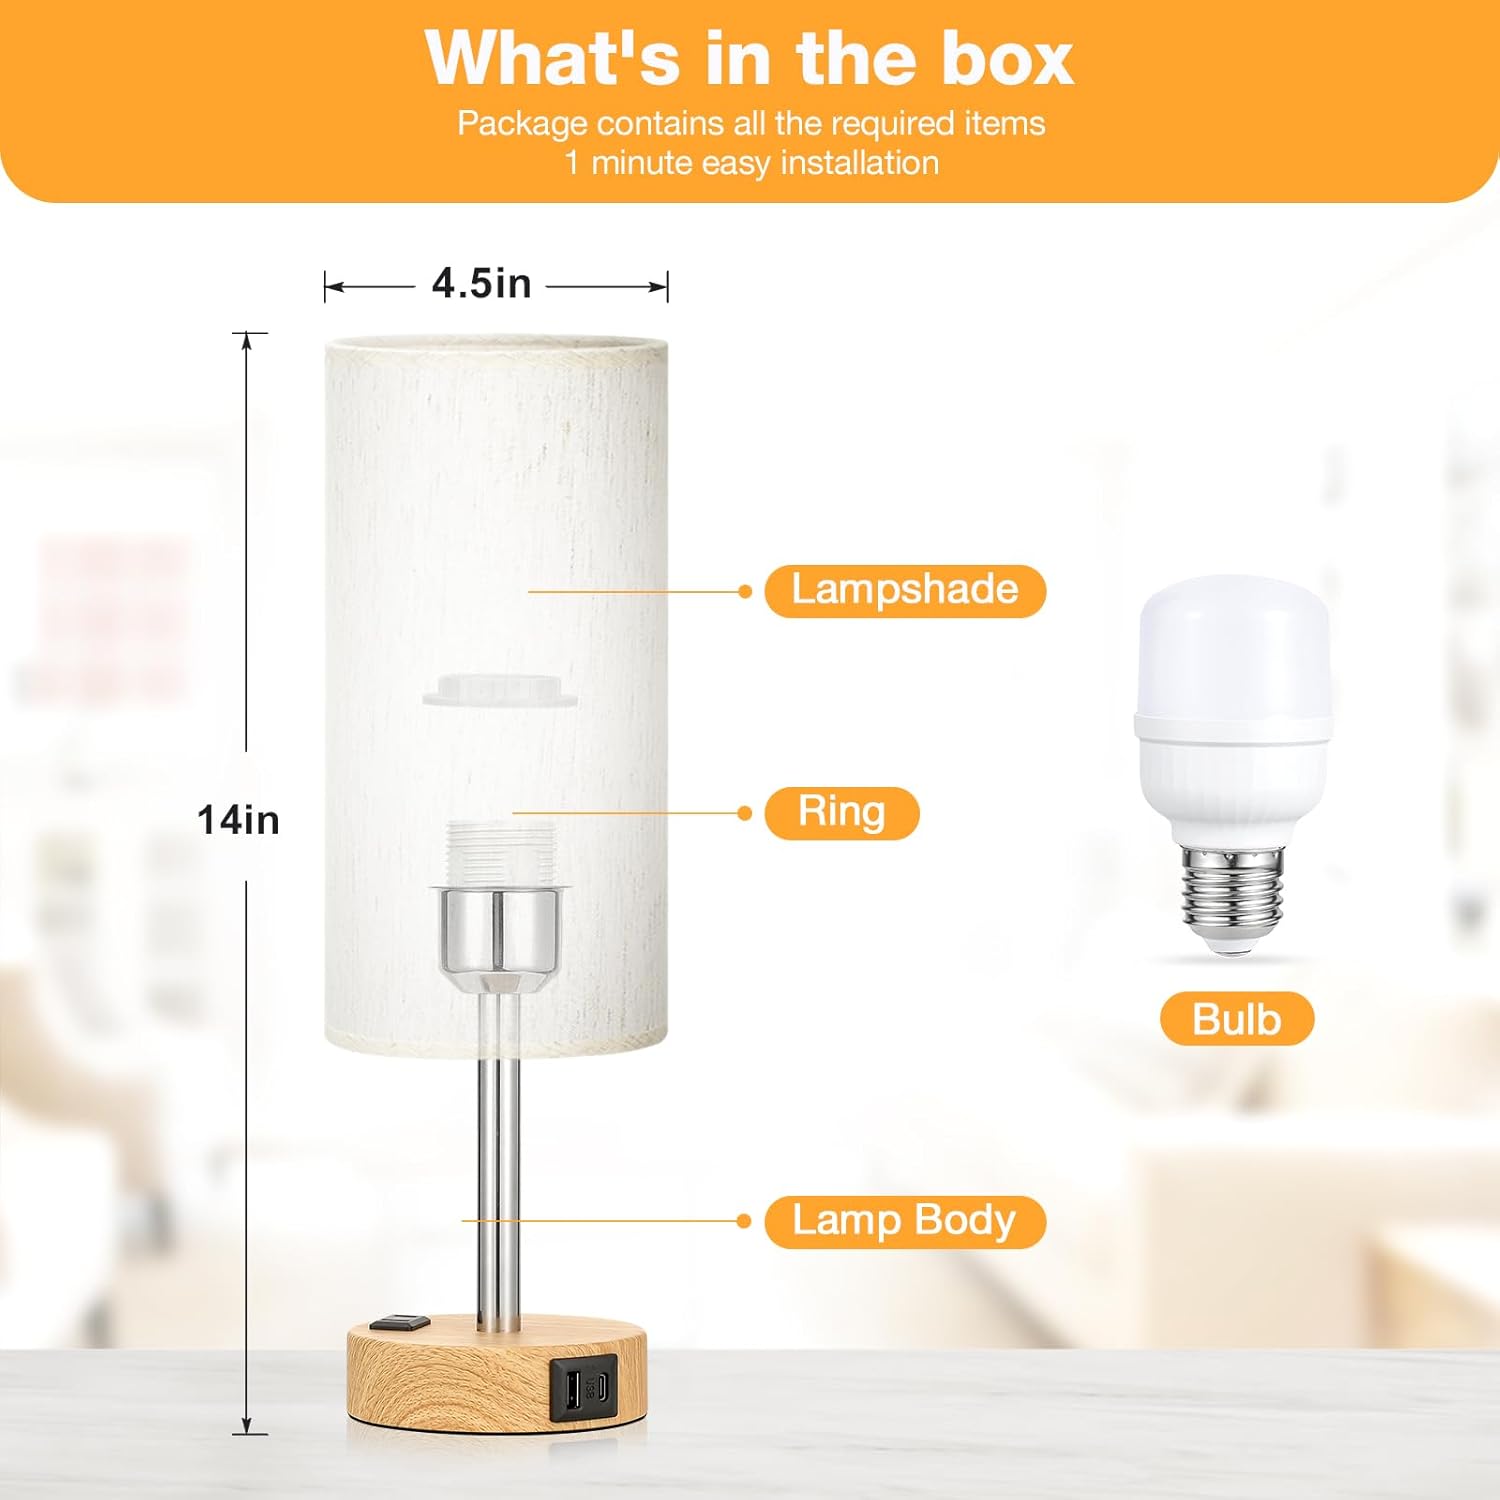 What's in the box
Package contains all the required items
1 minute easy installation
4.5in
14in
Lampshade
Ring
Bulb
Lamp Body
USB